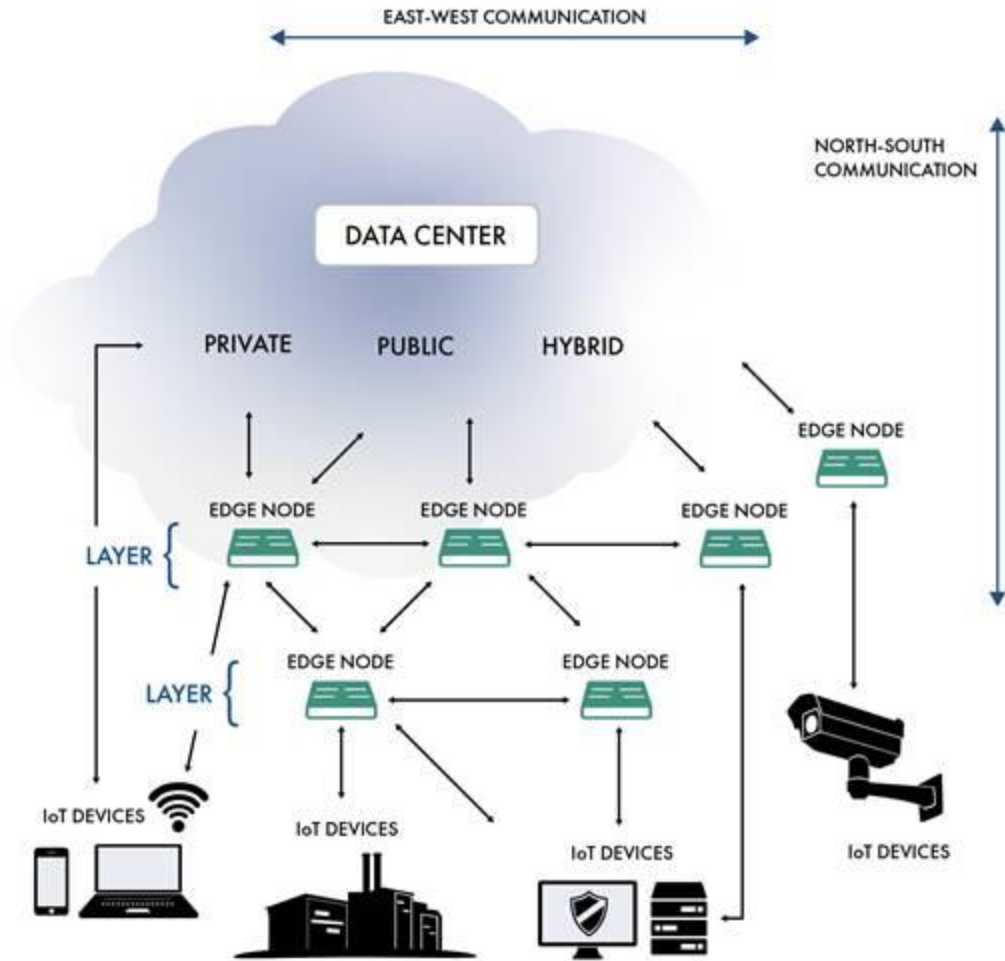 EAST-WEST COMMUNICATION
NORTH-SOUTH
COMMUNICATION
DATA CENTER
PRIVATE
PUBLIC
HYBRID
EDGE NODE
EDGE NODE
EDGE NODE
EDGE NODE
LAYER
EDGE NODE
EDGE NODE
LAYER
IoT DEVICES
IoT DEVICES
IoT DEVICES
IoT DEVICES